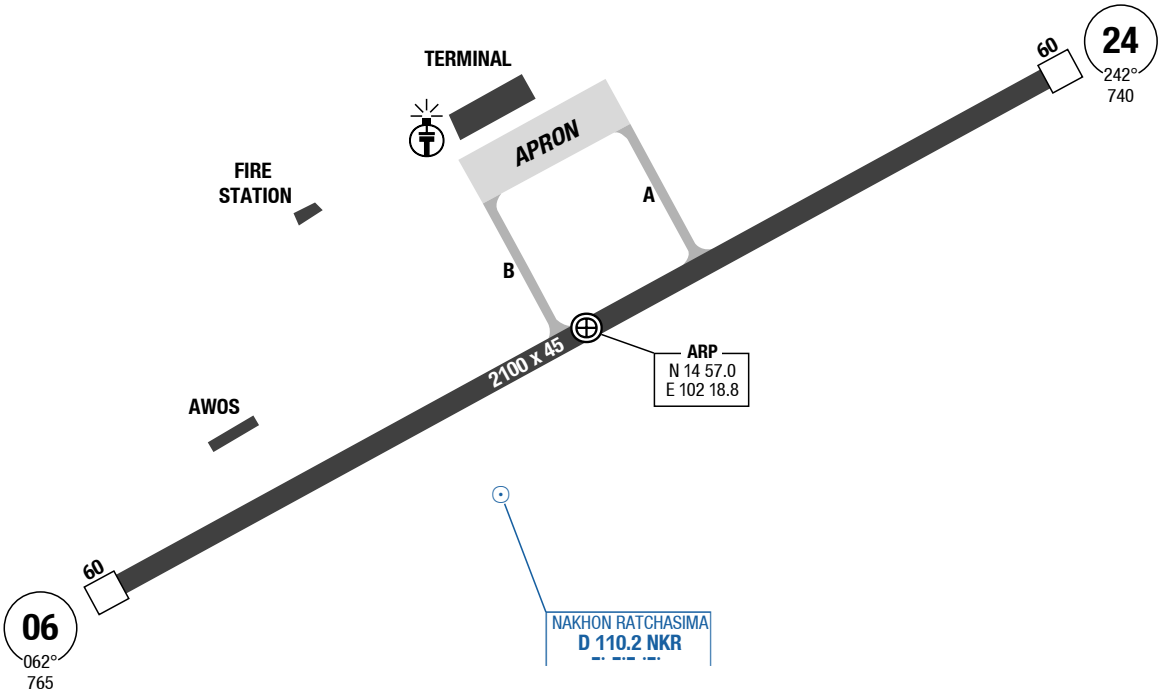 60
24
242°
740
TERMINAL
APRON
FIRE
STATION
A
B
2100 x 45
ARP
N 14 57.0
E 102 18.8
AWOS
60
06
062°
765
NAKHON RATCHASIMA
D 110.2 NKR